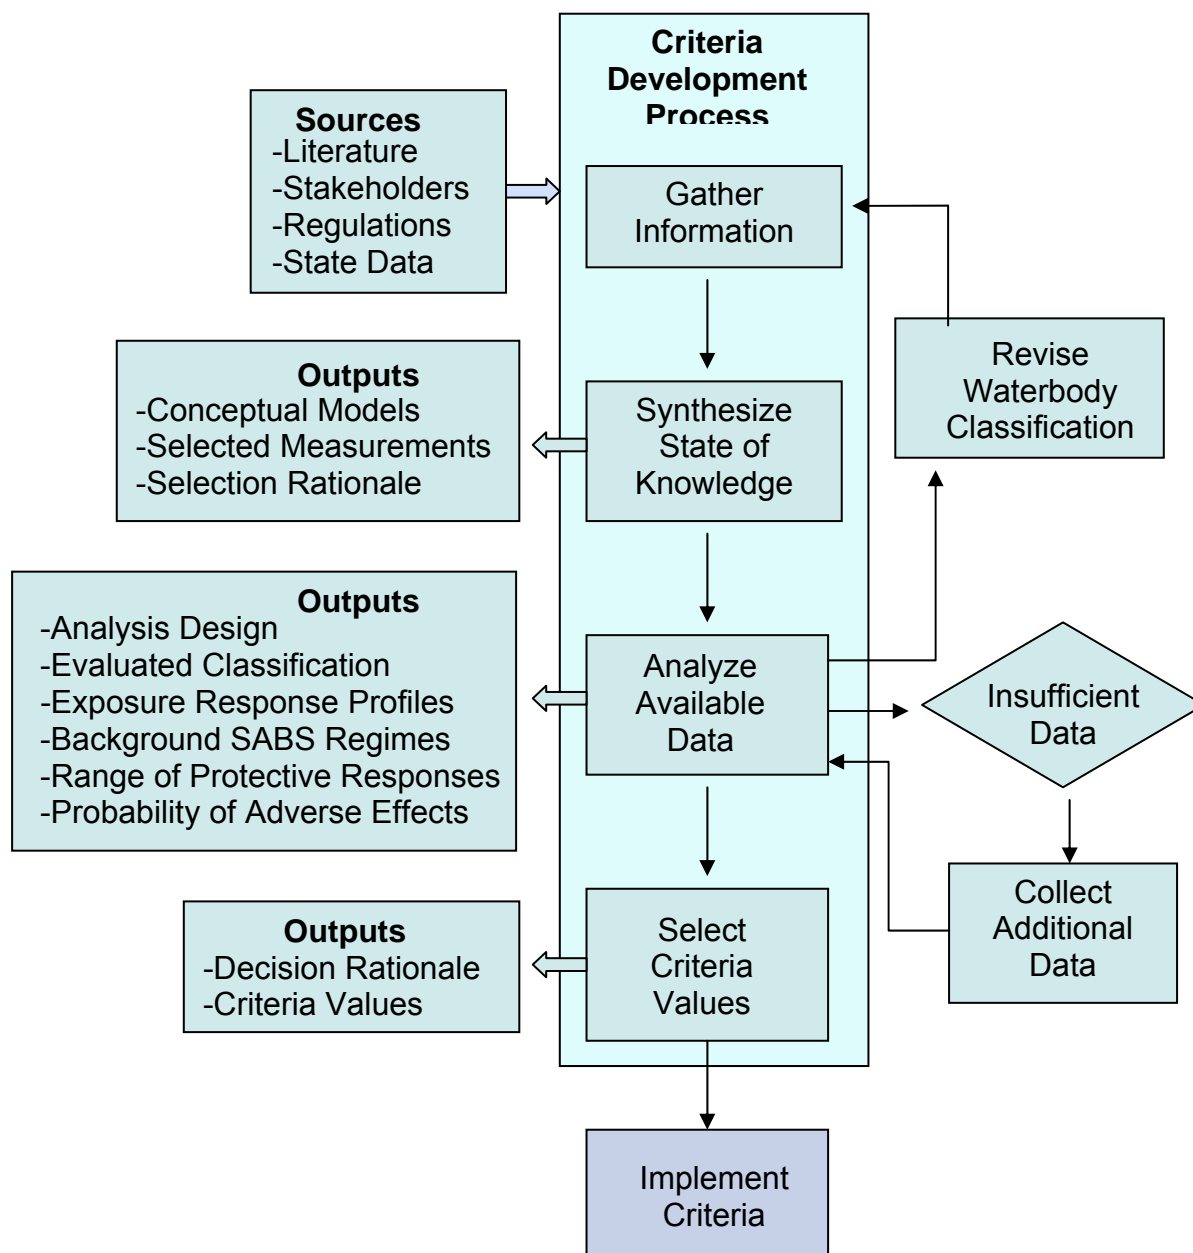 Criteria
Development
Process
Sources
-Literature
-Stakeholders
-Regulations
-State Data
Gather
Information
Revise
Waterbody
Classification
Outputs
-Conceptual Models
-Selected Measurements
-Selection Rationale
Synthesize
State of
Knowledge
Outputs
-Analysis Design
-Evaluated Classification
-Exposure Response Profiles
-Background SABS Regimes
-Range of Protective Responses
-Probability of Adverse Effects
Analyze
Available
Data
Insufficient
Data
Collect
Additional
Data
Outputs
-Decision Rationale
-Criteria Values
Select
Criteria
Values
Implement
Criteria